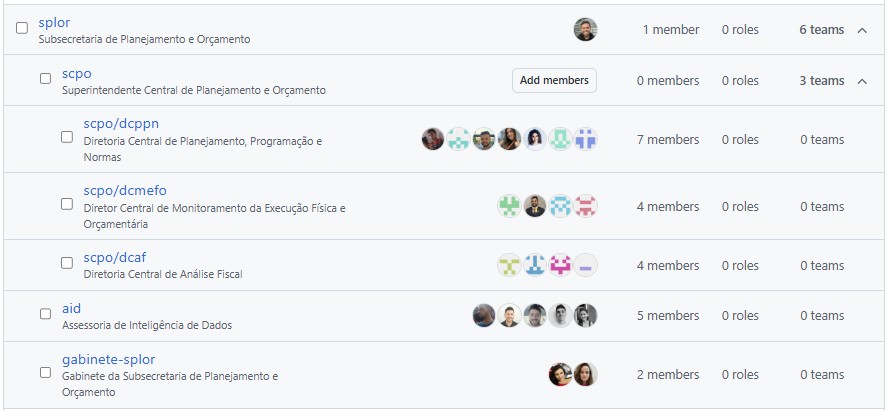 splor 1 member 0 roles 6 teams
Subsecretaria de Planejamento e Orçamento
scpo Add members 0 members 0 roles 3 teams
Superintendente Central de Planejamento e Orçamento
scpo/dcppn 7 members 0 roles 0 teams
Diretoria Central de Planejamento, Programação e
Normas
scpo/dcmefo 4 members 0 roles 0 teams
Diretor Central de Monitoramento da Execução Física e
Orçamentária
scpo/dcaf 4 members 0 roles 0 teams
Diretoria Central de Análise Fiscal
aid 5 members 0 roles 0 teams
Assessoria de Inteligência de Dados
gabinete-splor 2 members 0 roles 0 teams
Gabinete da Subsecretaria de Planejamento e
Orçamento